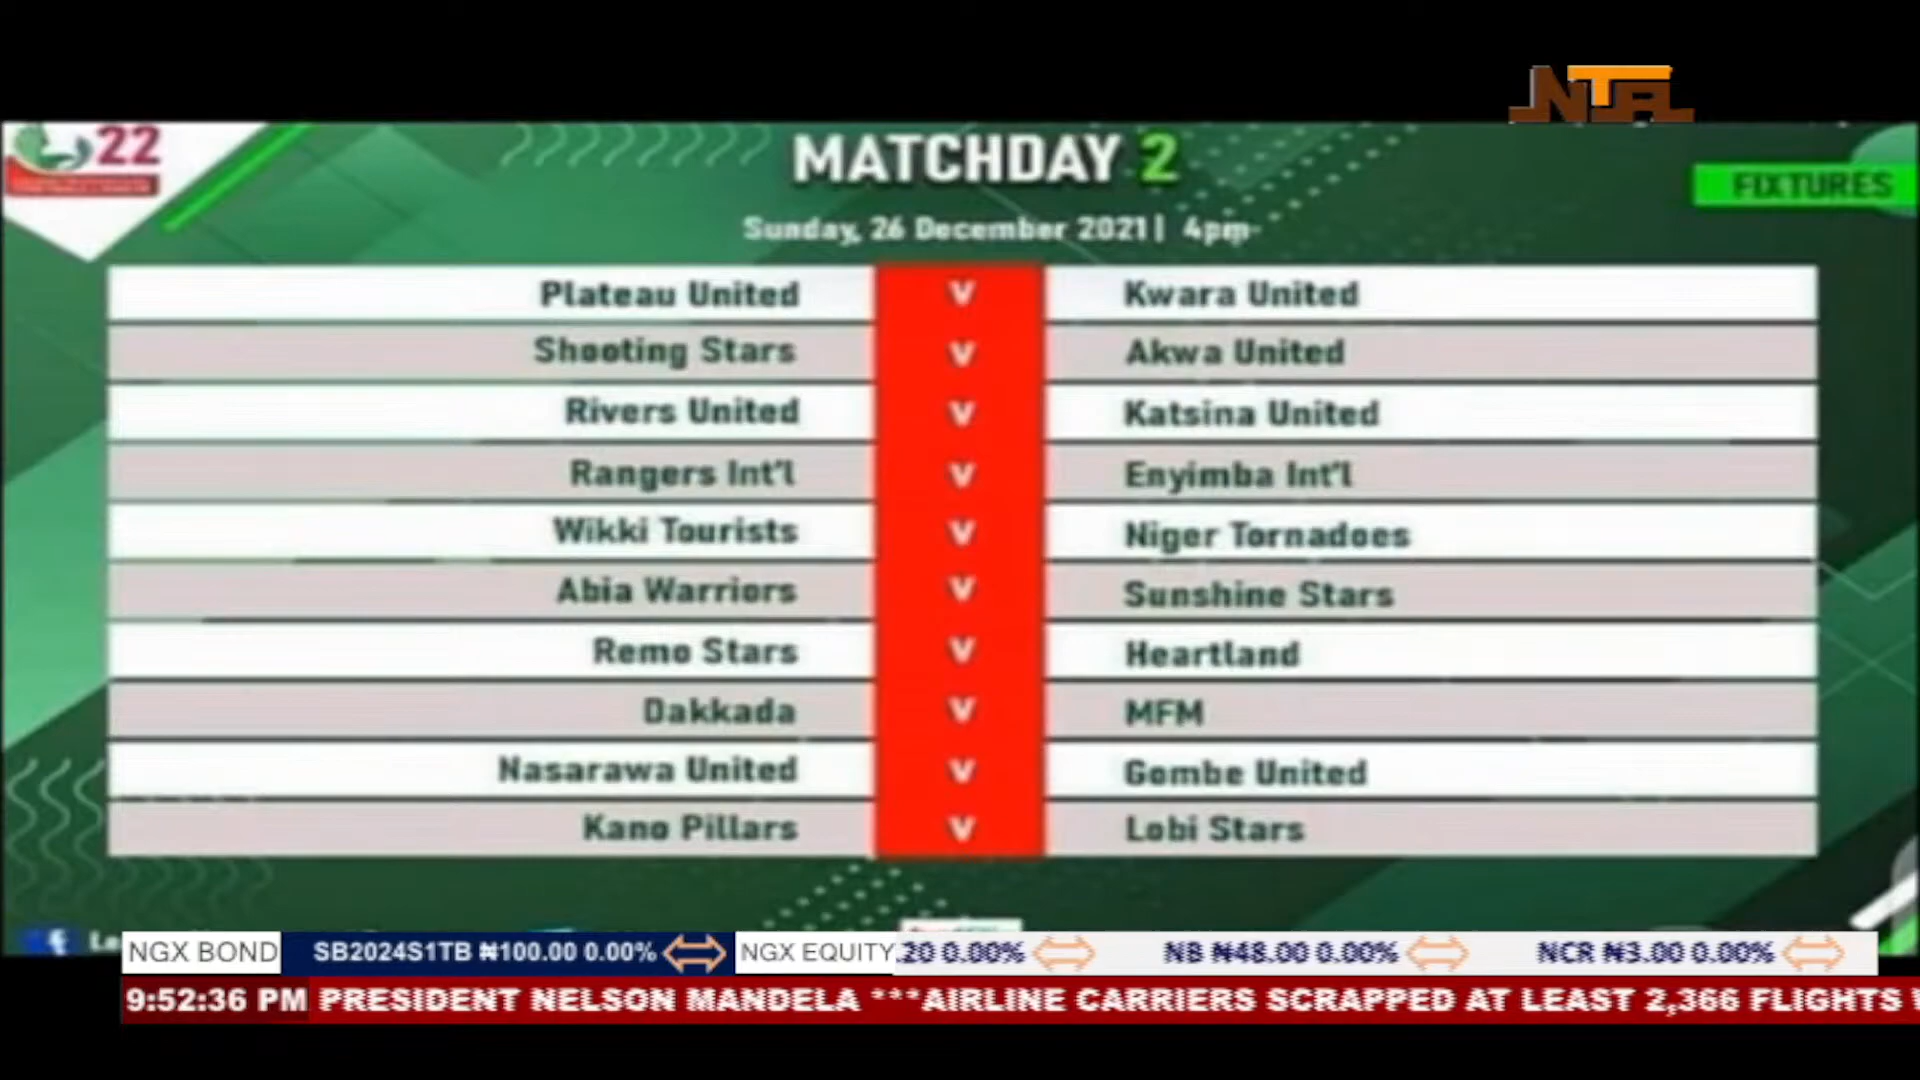 NTA
22
MATCHDAY 2
FIXTURES
Sunday, 26 December 2021 | 4pm
Plateau United V Kwara United
Shooting Stars V Akwa United
Rivers United V Katsina United
Rangers Int'l V Enyimba Int'l
Wikki Tourists V Niger Tornadoes
Abia Warriors V Sunshine Stars
Remo Stars V Heartland
Dakkada V MFM
Nasarawa United V Gombe United
Kano Pillars V Lobi Stars
NGX BOND SB2024S1TB ₦100.00 0.00% NGX EQUITY .20 0.00% NB ₦48.00 0.00% NCR ₦3.00 0.00%
9:52:36 PM PRESIDENT NELSON MANDELA ***AIRLINE CARRIERS SCRAPPED AT LEAST 2,366 FLIGHTS